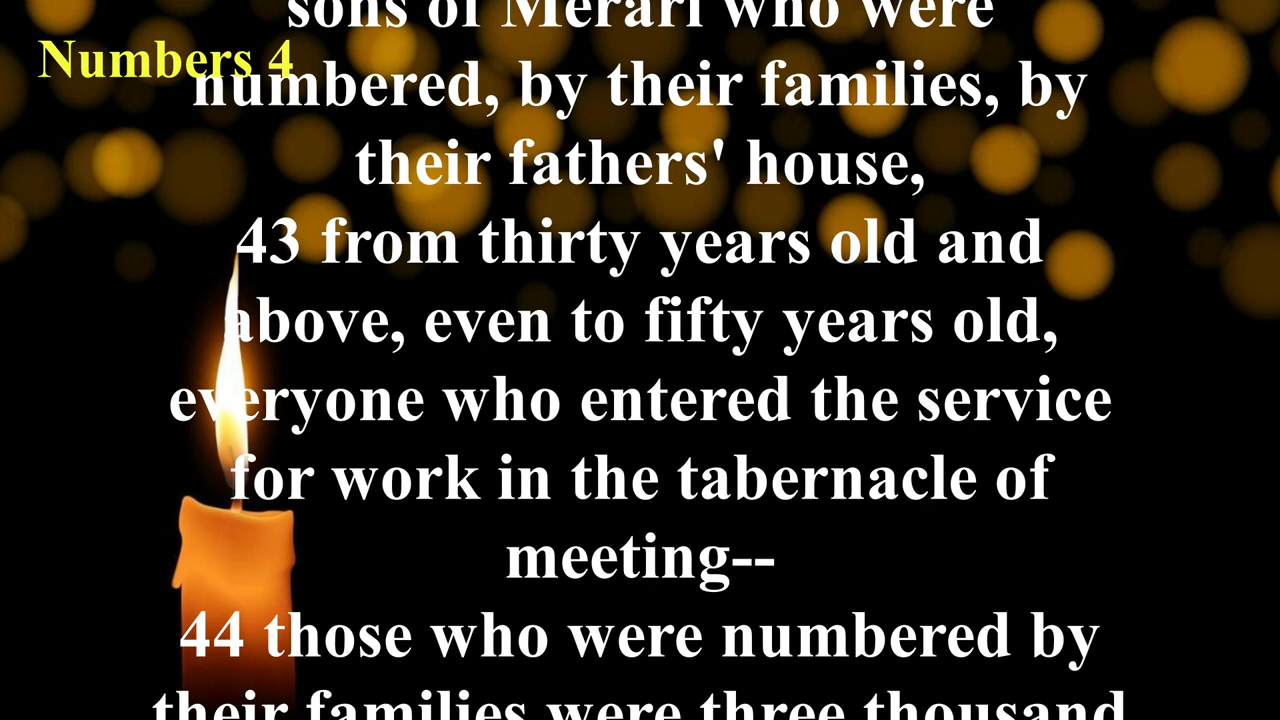 sons of Merari who were
Numbers 4
numbered, by their families, by
their fathers' house,
43 from thirty years old and
above, even to fifty years old,
everyone who entered the service
for work in the tabernacle of
meeting--
44 those who were numbered by
their families were three thousand